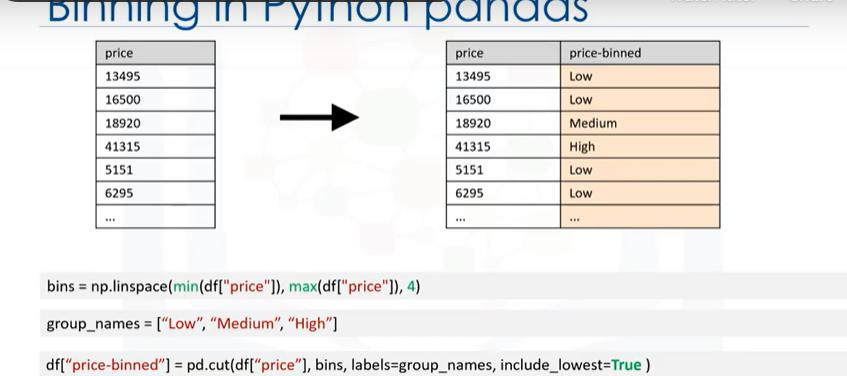 Binning in Python pandas
price
13495
16500
18920
41315
5151
6295
...
price price-binned
13495 Low
16500 Low
18920 Medium
41315 High
5151 Low
6295 Low
... ...
bins = np.linspace(min(df["price"]), max(df["price"]), 4)
group_names = [“Low”, “Medium”, “High”]
df[“price-binned”] = pd.cut(df[“price”], bins, labels=group_names, include_lowest=True )